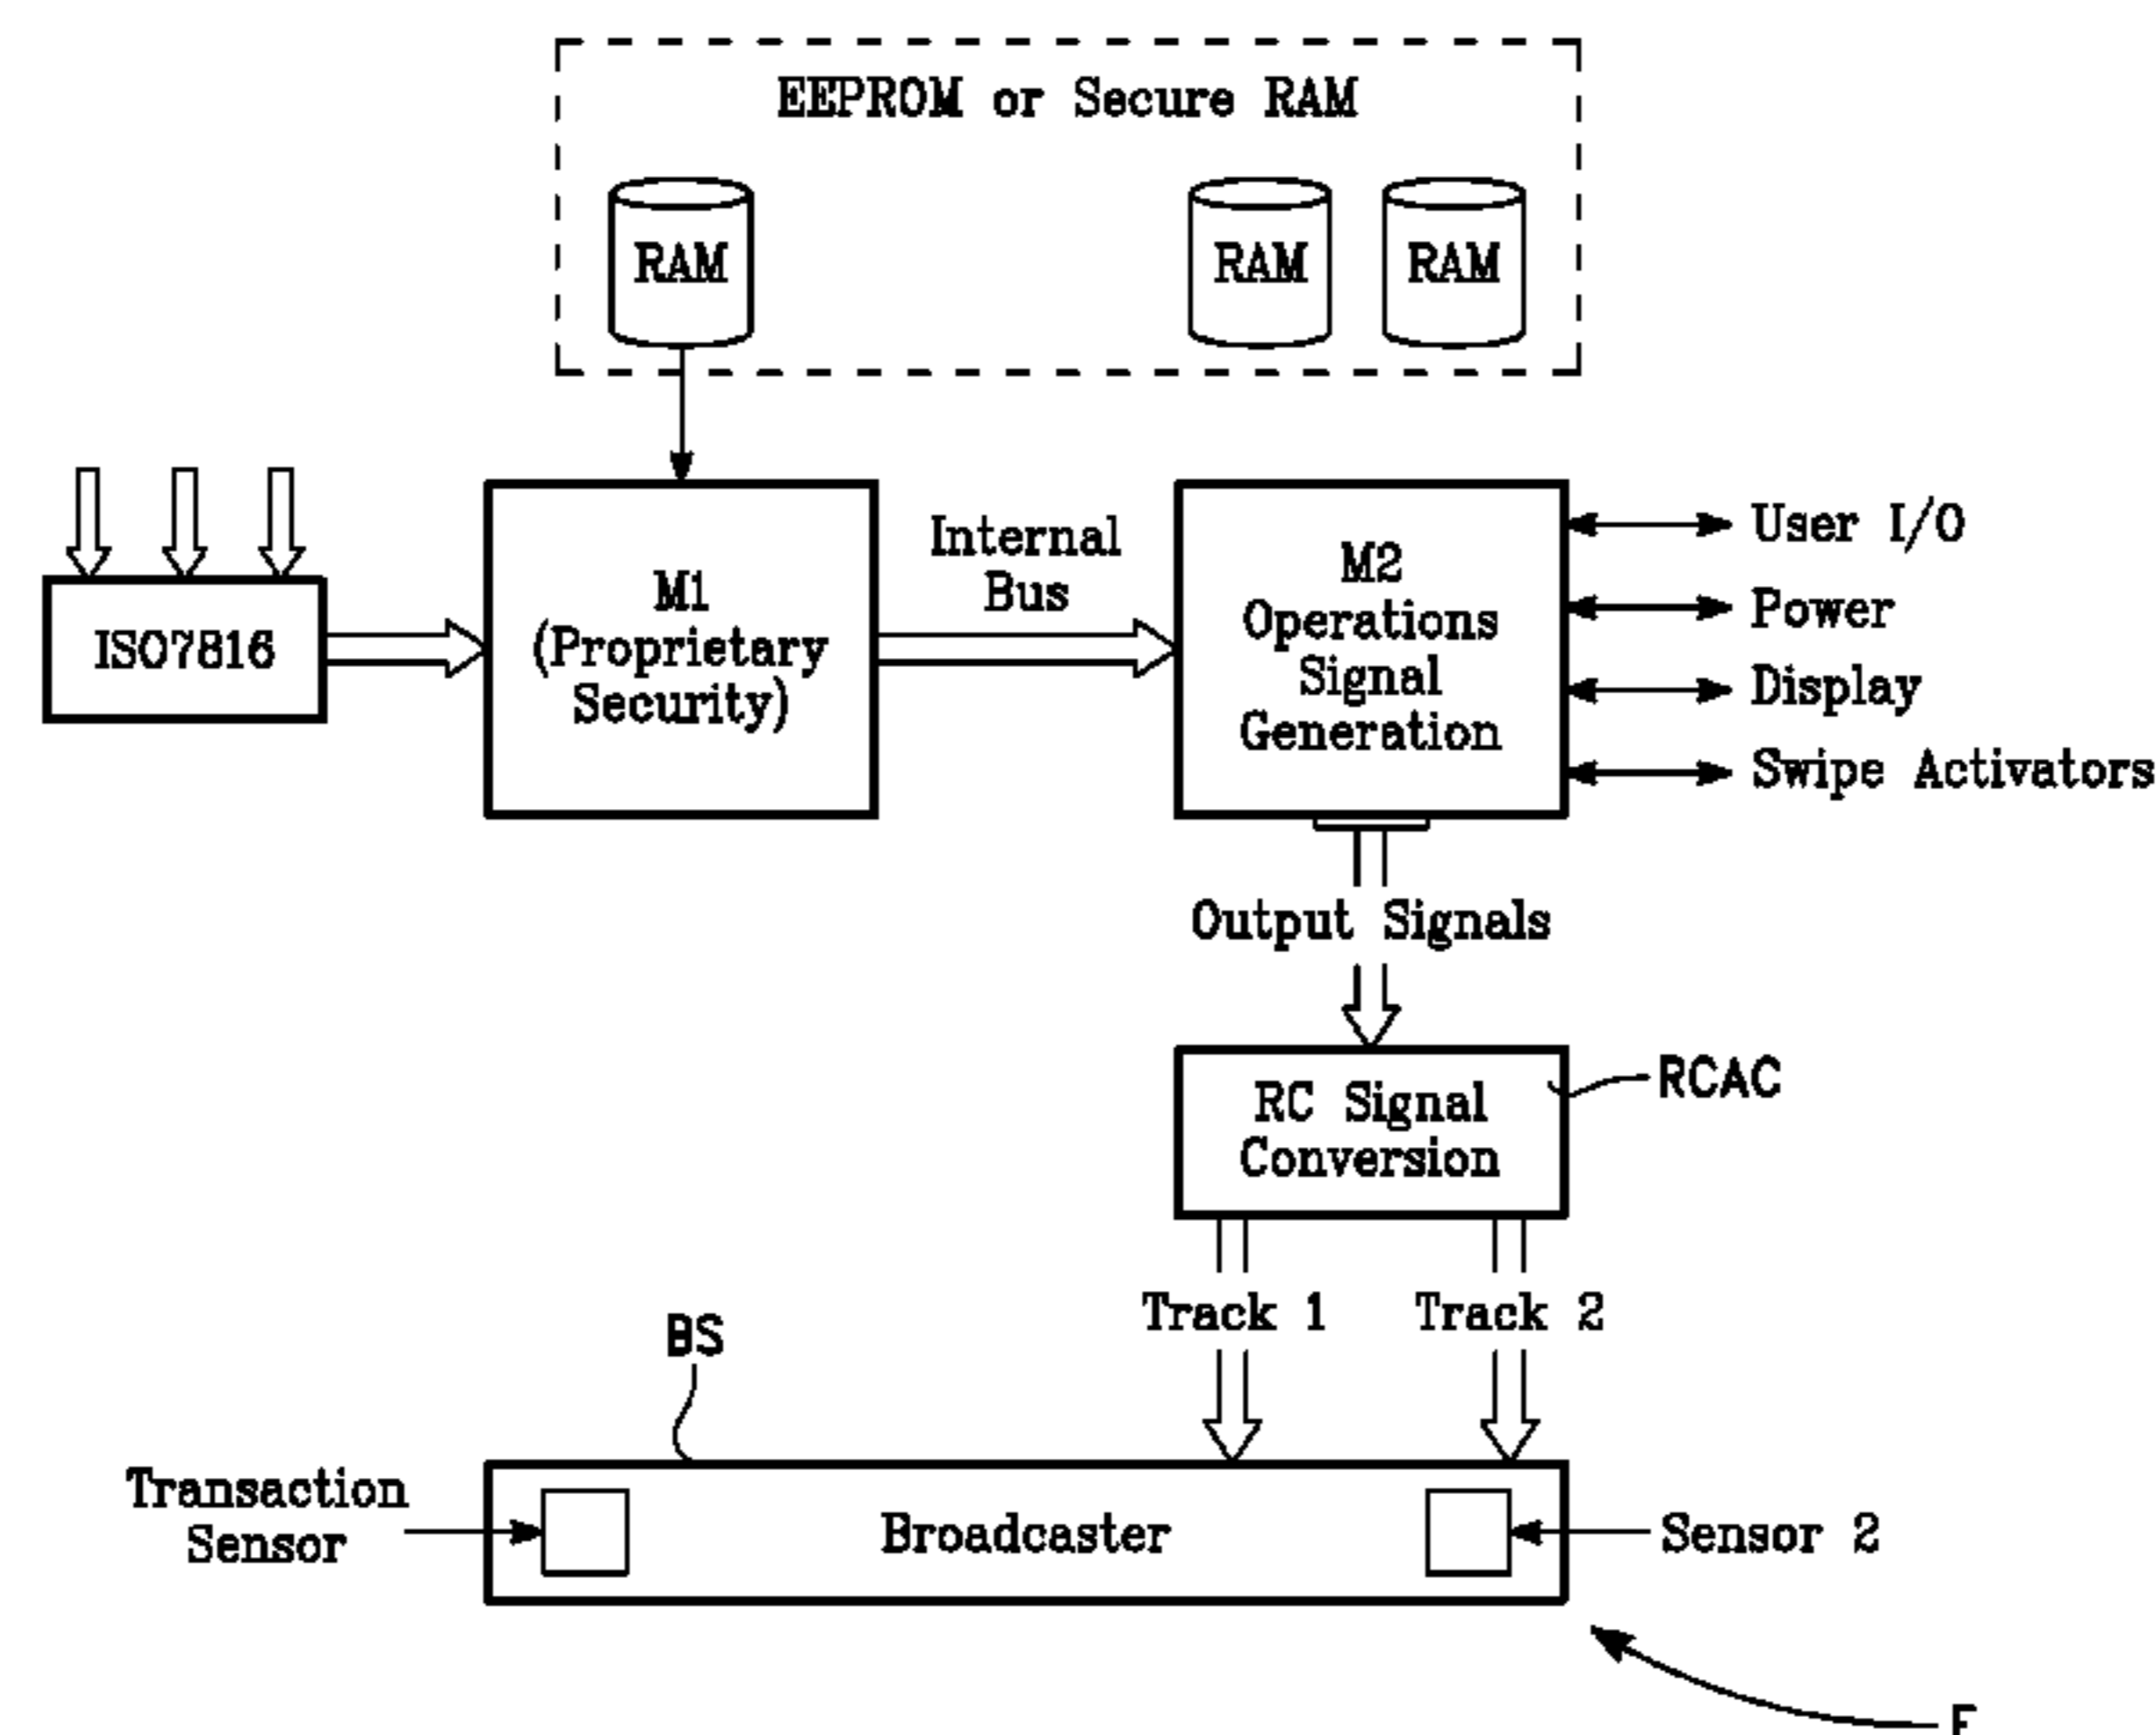 EEPROM or Secure RAM
RAM
RAM
RAM
ISO7816
M1
(Proprietary
Security)
Internal
Bus
M2
Operations
Signal
Generation
User I/O
Power
Display
Swipe Activators
Output Signals
RC Signal
Conversion
RCAC
Track 1
Track 2
BS
Transaction
Sensor
Broadcaster
Sensor 2